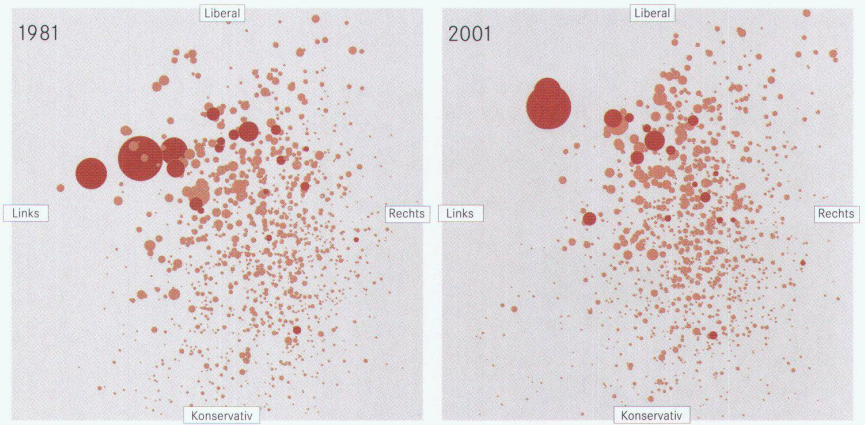 Liberal
1981
Links
Rechts
Konservativ
Liberal
2001
Links
Rechts
Konservativ